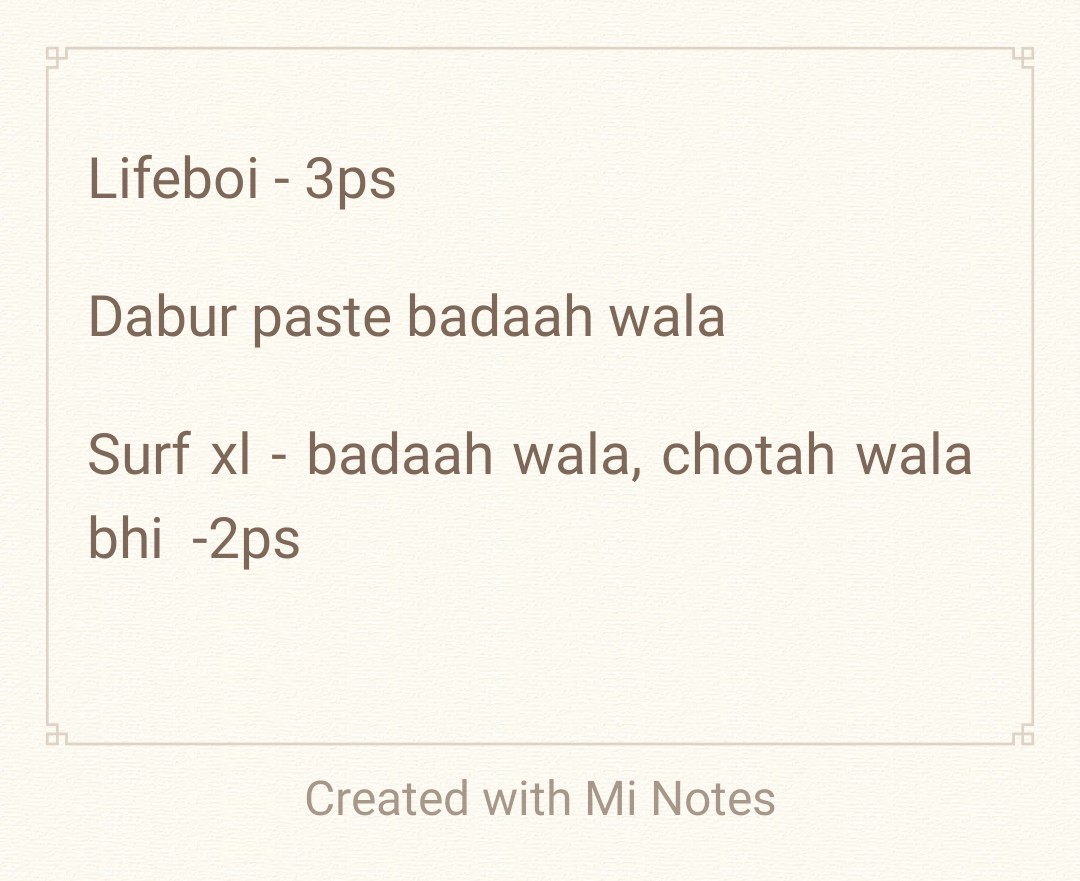 Lifeboi - 3ps
Dabur paste badaah wala
Surf xl - badaah wala, chotah wala
bhi -2ps
Created with Mi Notes